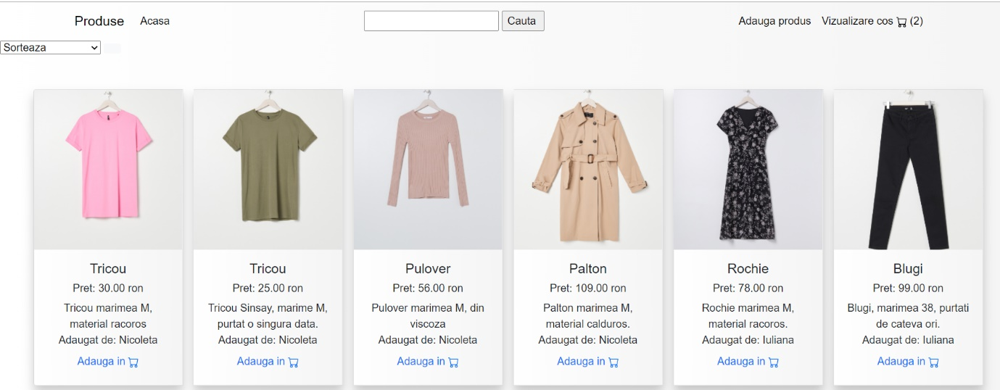 Produse Acasa Cauta Adauga produs Vizualizare cos (2)
Sorteaza
Tricou
Pret: 30.00 ron
Tricou marimea M,
material racoros
Adaugat de: Nicoleta
Adauga in
Tricou
Pret: 25.00 ron
Tricou Sinsay, marime M,
purtat o singura data.
Adaugat de: Nicoleta
Adauga in
Pulover
Pret: 56.00 ron
Pulover marimea M, din
viscoza
Adaugat de: Nicoleta
Adauga in
Palton
Pret: 109.00 ron
Palton marimea M,
material calduros.
Adaugat de: Nicoleta
Adauga in
Rochie
Pret: 78.00 ron
Rochie marimea M,
material racoros.
Adaugat de: Iuliana
Adauga in
Blugi
Pret: 99.00 ron
Blugi, marimea 38, purtati
de cateva ori.
Adaugat de: Iuliana
Adauga in